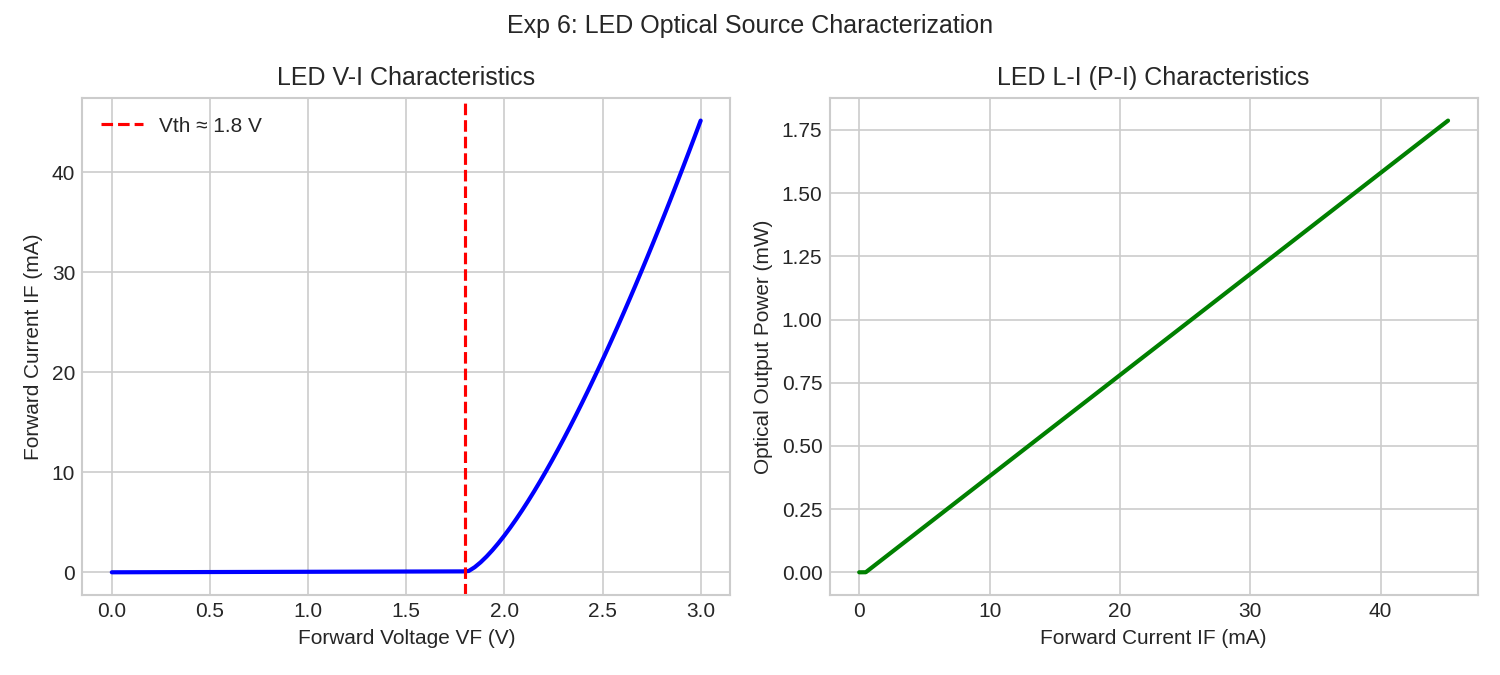 Exp 6: LED Optical Source Characterization
LED V-I Characteristics
Vth ≈ 1.8 V
Forward Current IF (mA)
40
30
20
10
0
0.0 0.5 1.0 1.5 2.0 2.5 3.0
Forward Voltage VF (V)
LED L-I (P-I) Characteristics
Optical Output Power (mW)
1.75
1.50
1.25
1.00
0.75
0.50
0.25
0.00
0 10 20 30 40
Forward Current IF (mA)